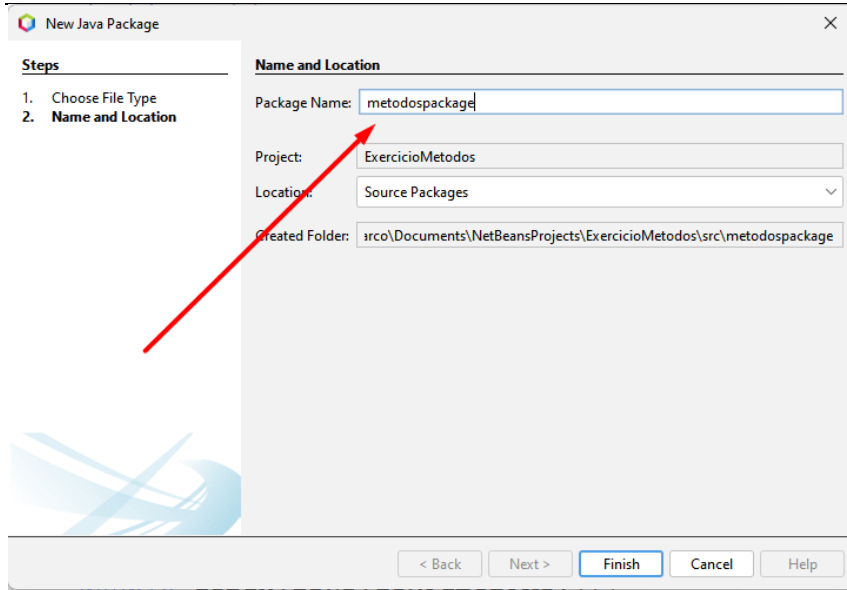 New Java Package
Steps
1. Choose File Type
2. Name and Location
Name and Location
Package Name: metodospackage
Project: ExercicioMetodos
Location: Source Packages
Created Folder: arco\Documents\NetBeansProjects\ExercicioMetodos\src\metodospackage
< Back Next > Finish Cancel Help